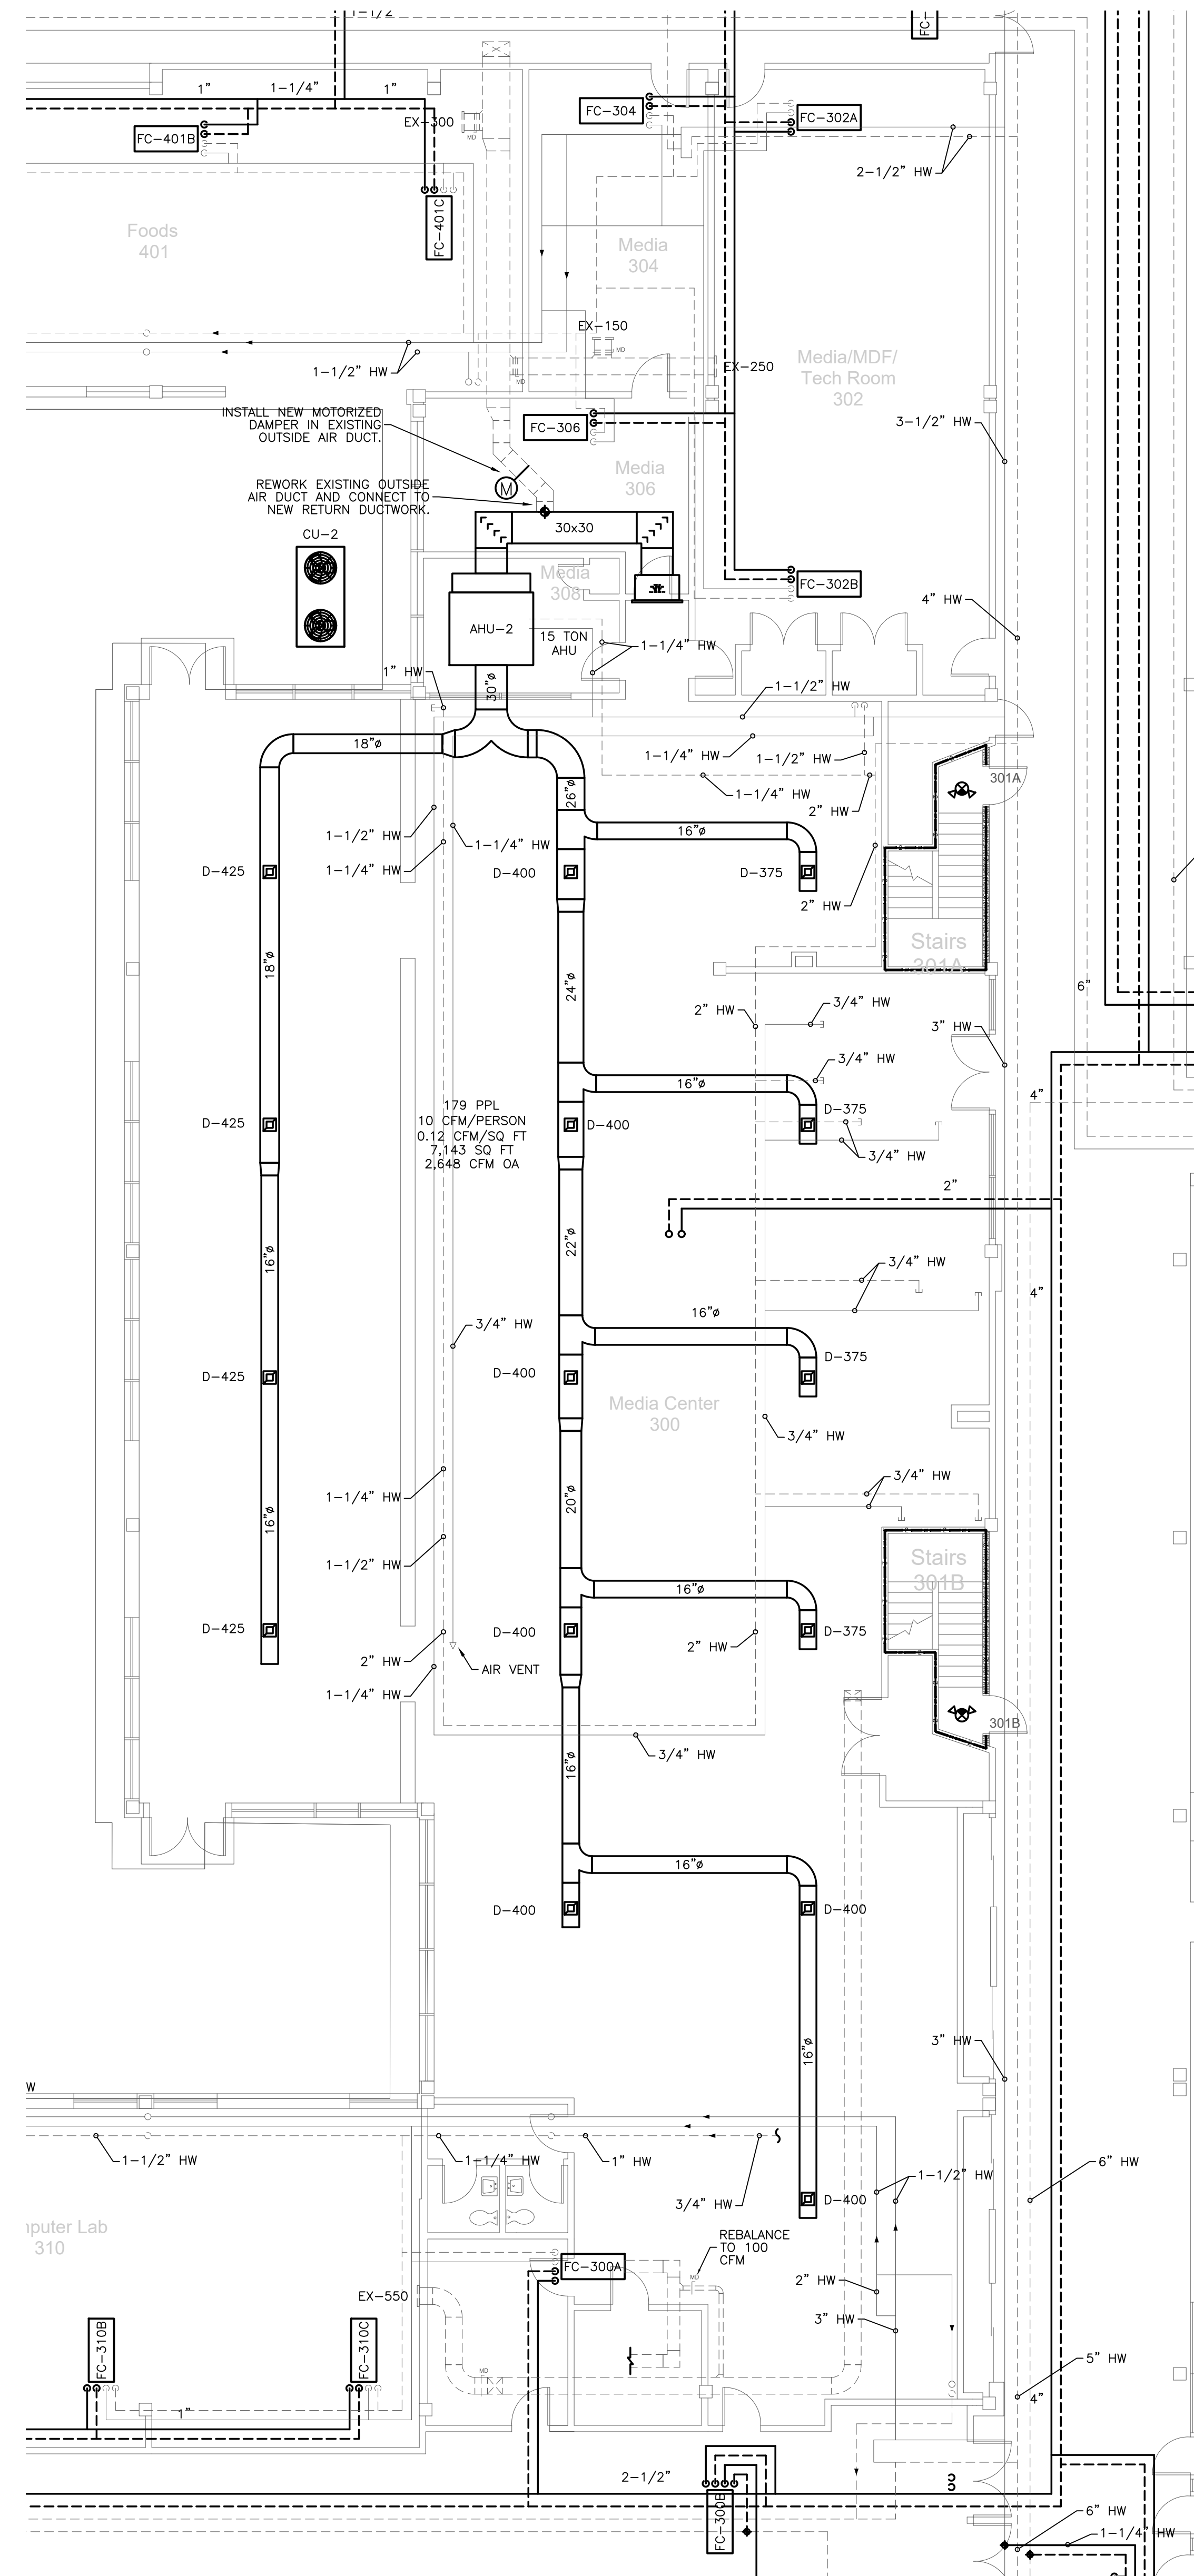 1-1/2"
FC-
1"
1-1/4"
1"
EX-300
MD
FC-304
FC-302A
FC-401B
2-1/2" HW
FC-401C
Foods
401
Media
304
EX-150
MD
1-1/2" HW
MD
EX-250
Media/MDF/
Tech Room
302
INSTALL NEW MOTORIZED
DAMPER IN EXISTING
OUTSIDE AIR DUCT.
FC-306
3-1/2" HW
Media
306
M
REWORK EXISTING OUTSIDE
AIR DUCT AND CONNECT TO
NEW RETURN DUCTWORK.
30x30
CU-2
Media
308
FC-302B
4" HW
AHU-2
15 TON
AHU
1-1/4" HW
1" HW
30"ø
1-1/2" HW
18"ø
1-1/4" HW
1-1/2" HW
301A
26"ø
1-1/4" HW
2" HW
16"ø
1-1/2" HW
1-1/4" HW
1-1/4" HW
D-425
D-400
D-375
2" HW
Stairs
301A
18"ø
24"ø
6"
3/4" HW
2" HW
3" HW
3/4" HW
16"ø
4"
179 PPL
10 CFM/PERSON
0.12 CFM/SQ FT
7,143 SQ FT
2,648 CFM OA
D-375
D-425
D-400
3/4" HW
2"
16"ø
22"ø
3/4" HW
4"
16"ø
3/4" HW
D-375
D-425
D-400
Media Center
300
3/4" HW
3/4" HW
1-1/4" HW
20"ø
16"ø
1-1/2" HW
Stairs
301B
16"ø
D-425
D-400
2" HW
D-375
2" HW
AIR VENT
1-1/4" HW
301B
3/4" HW
16"ø
16"ø
D-400
D-400
3" HW
16"ø
W
1-1/2" HW
1-1/4" HW
1" HW
6" HW
1-1/2" HW
3/4" HW
D-400
nputer Lab
310
REBALANCE
TO 100
CFM
FC-300A
MD
EX-550
2" HW
3" HW
FC-310B
FC-310C
MD
5" HW
4"
1"
2-1/2"
FC-300B
6" HW
1-1/4" HW